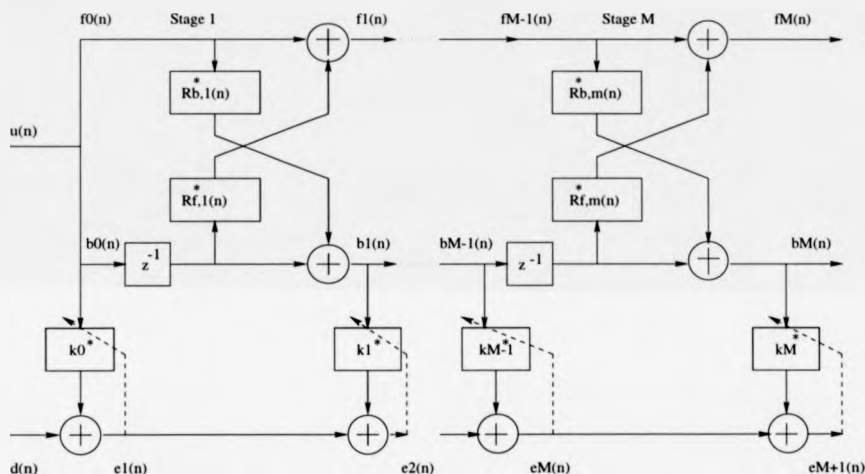 f0(n) Stage 1 f1(n) fM-1(n) Stage M fM(n)
*
Rb,1(n)
*
Rb,m(n)
u(n)
*
Rf,1(n)
*
Rf,m(n)
b0(n) b1(n) bM-1(n) bM(n)
z-1 z-1
k0* k1* kM-1* kM*
d(n) e1(n) e2(n) eM(n) eM+1(n)